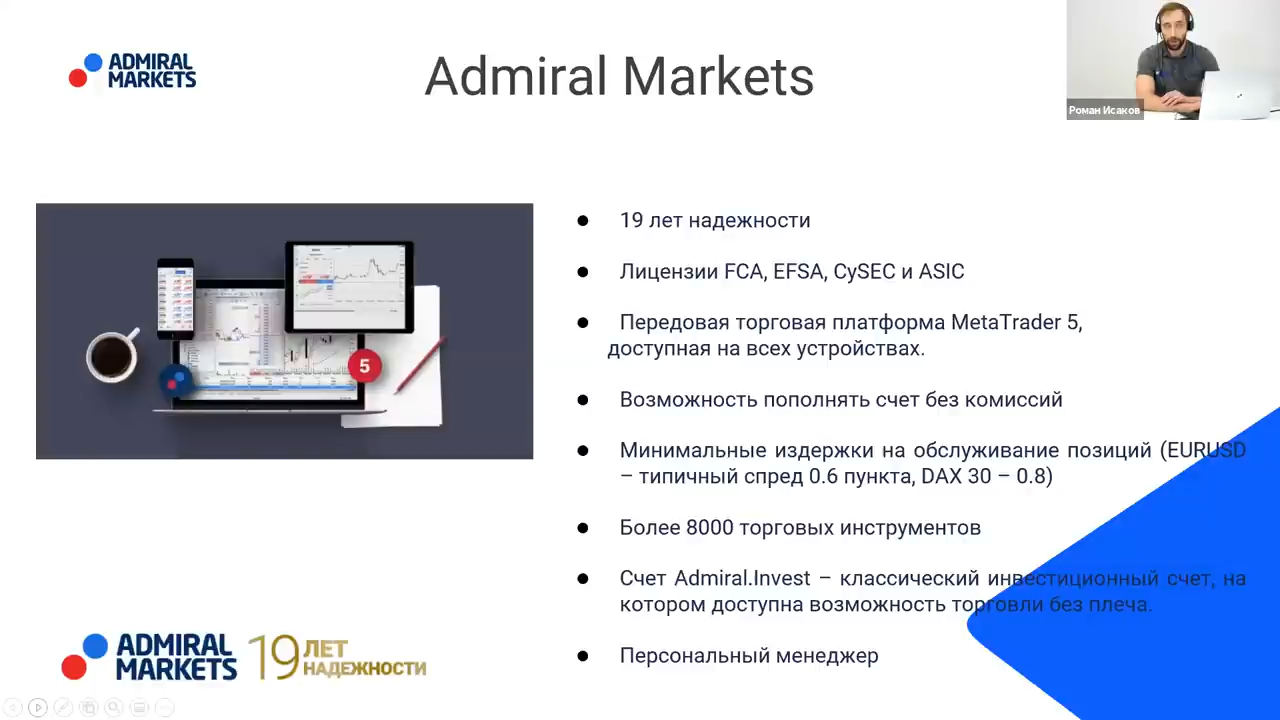 ADMIRAL
MARKETS
Admiral Markets
Роман Исаков
5
19 лет надежности
Лицензии FCA, EFSA, CySEC и ASIC
Передовая торговая платформа MetaTrader 5,
доступная на всех устройствах.
Возможность пополнять счет без комиссий
Минимальные издержки на обслуживание позиций (EURUSD
– типичный спред 0.6 пункта, DAX 30 – 0.8)
Более 8000 торговых инструментов
Счет Admiral.Invest – классический инвестиционный счет, на
котором доступна возможность торговли без плеча.
Персональный менеджер
ADMIRAL
MARKETS
19 ЛЕТ
НАДЕЖНОСТИ